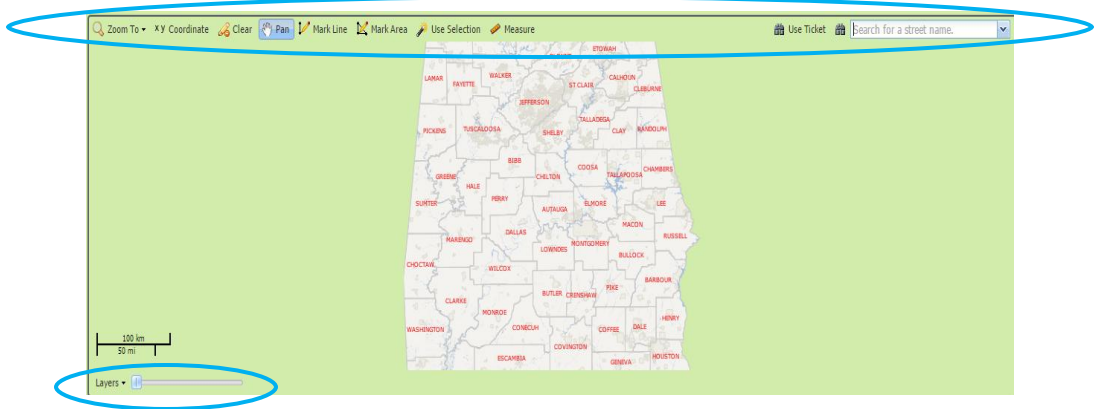 Zoom To XY Coordinate Clear Pan Mark Line Mark Area Use Selection Measure Use Ticket Search for a street name.
ETOWAH
LAMAR FAYETTE WALKER ST CLAIR CALHOUN CLEBURNE
JEFFERSON
PICKENS TUSCALOOSA SHELBY TALLADEGA CLAY RANDOLPH
BIBB
GREENE HALE CHILTON COOSA TALLAPOOSA CHAMBERS
SUMTER PERRY AUTAUGA ELMORE LEE
MACON
MARENGO DALLAS LOWNDES MONTGOMERY BULLOCK RUSSELL
CHOCTAW WILCOX
BUTLER CRENSHAW PIKE BARBOUR
CLARKE
MONROE
WASHINGTON CONECUH COFFEE DALE HENRY
COVINGTON
ESCAMBIA GENEVA HOUSTON
100 km
50 mi
Layers